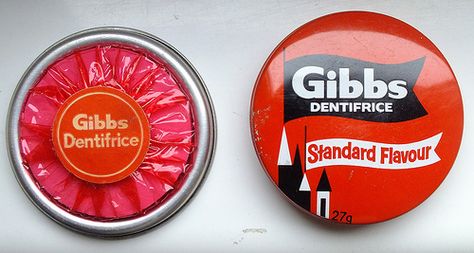 Gibbs
Dentifrice
Gibbs
DENTIFRICE
Standard Flavour
27g